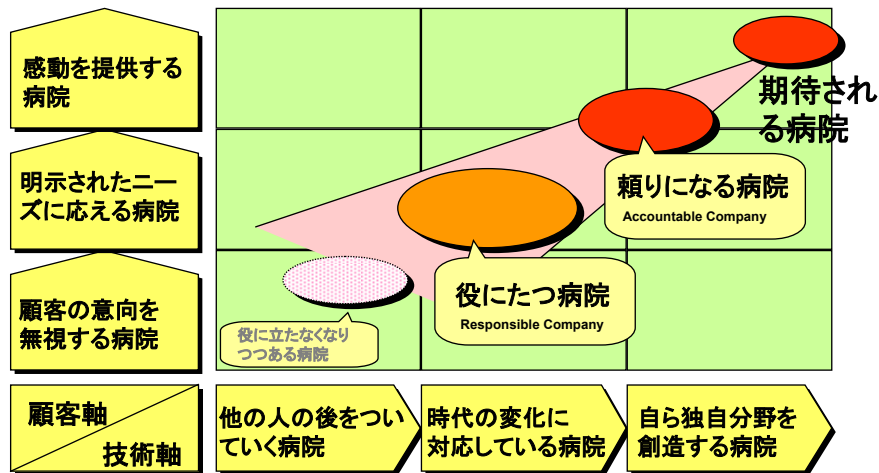 感動を提供する
病院
期待され
る病院
明示されたニー
ズに応える病院
頼りになる病院
Accountable Company
顧客の意向を
無視する病院
役にたつ病院
Responsible Company
役に立たなくなり
つつある病院
顧客軸
技術軸
他の人の後をつい
ていく病院
時代の変化に
対応している病院
自ら独自分野を
創造する病院